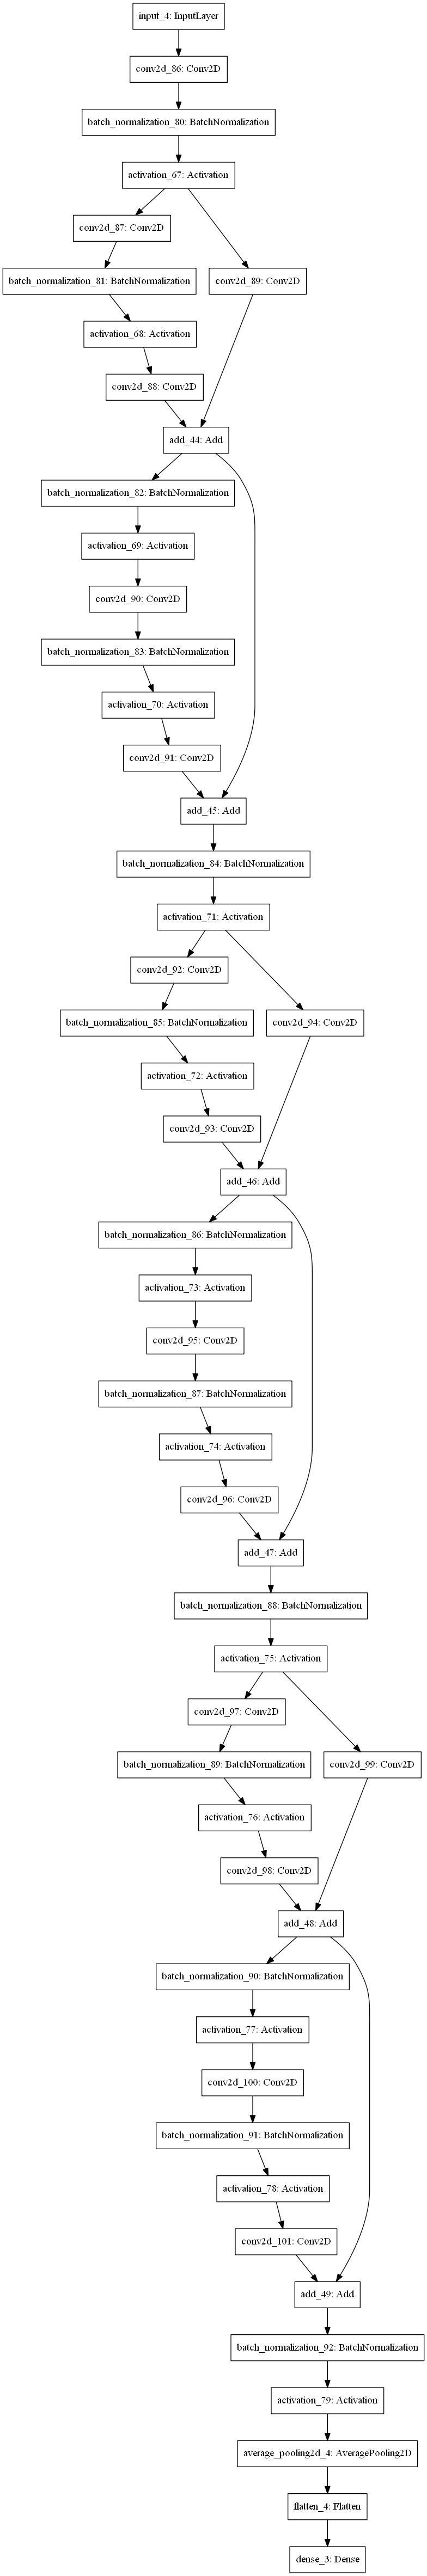 input_4: InputLayer
conv2d_86: Conv2D
batch_normalization_80: BatchNormalization
activation_67: Activation
conv2d_87: Conv2D
batch_normalization_81: BatchNormalization
conv2d_89: Conv2D
activation_68: Activation
conv2d_88: Conv2D
add_44: Add
batch_normalization_82: BatchNormalization
activation_69: Activation
conv2d_90: Conv2D
batch_normalization_83: BatchNormalization
activation_70: Activation
conv2d_91: Conv2D
add_45: Add
batch_normalization_84: BatchNormalization
activation_71: Activation
conv2d_92: Conv2D
batch_normalization_85: BatchNormalization
conv2d_94: Conv2D
activation_72: Activation
conv2d_93: Conv2D
add_46: Add
batch_normalization_86: BatchNormalization
activation_73: Activation
conv2d_95: Conv2D
batch_normalization_87: BatchNormalization
activation_74: Activation
conv2d_96: Conv2D
add_47: Add
batch_normalization_88: BatchNormalization
activation_75: Activation
conv2d_97: Conv2D
batch_normalization_89: BatchNormalization
conv2d_99: Conv2D
activation_76: Activation
conv2d_98: Conv2D
add_48: Add
batch_normalization_90: BatchNormalization
activation_77: Activation
conv2d_100: Conv2D
batch_normalization_91: BatchNormalization
activation_78: Activation
conv2d_101: Conv2D
add_49: Add
batch_normalization_92: BatchNormalization
activation_79: Activation
average_pooling2d_4: AveragePooling2D
flatten_4: Flatten
dense_3: Dense